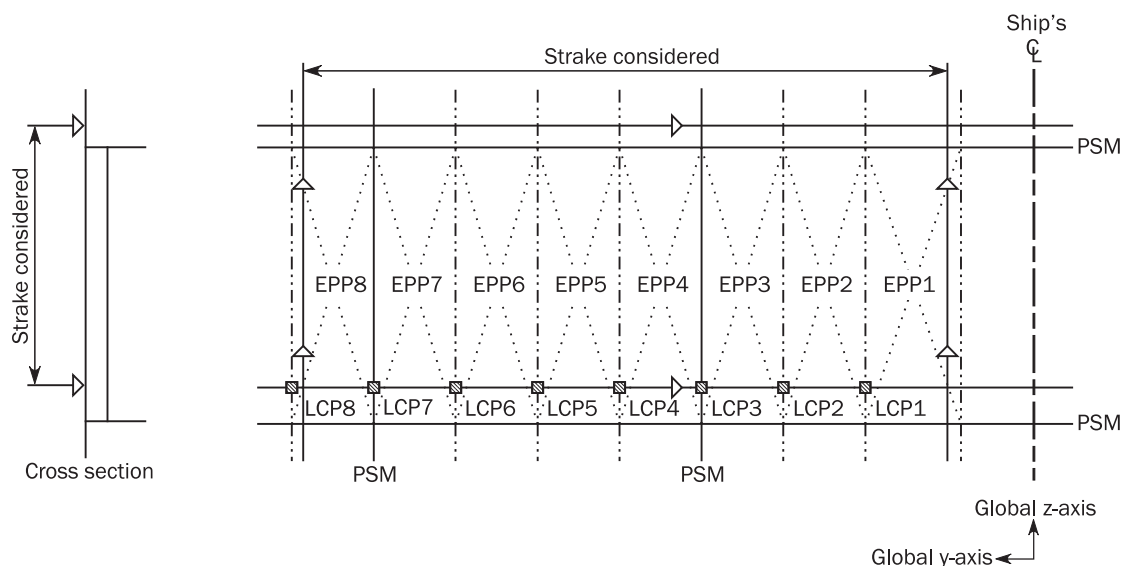 Ship's
℄
Strake considered
PSM
Strake considered
EPP8 EPP7 EPP6 EPP5 EPP4 EPP3 EPP2 EPP1
LCP8 LCP7 LCP6 LCP5 LCP4 LCP3 LCP2 LCP1
PSM
Cross section
PSM
PSM
Global z-axis
Global y-axis